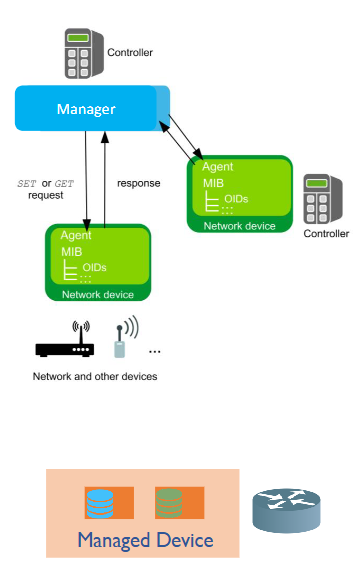 Controller
Manager
SET or GET
request
response
Agent
MIB
OIDs
Network device
Controller
Agent
MIB
OIDs
Network device
...
Network and other devices
Managed Device